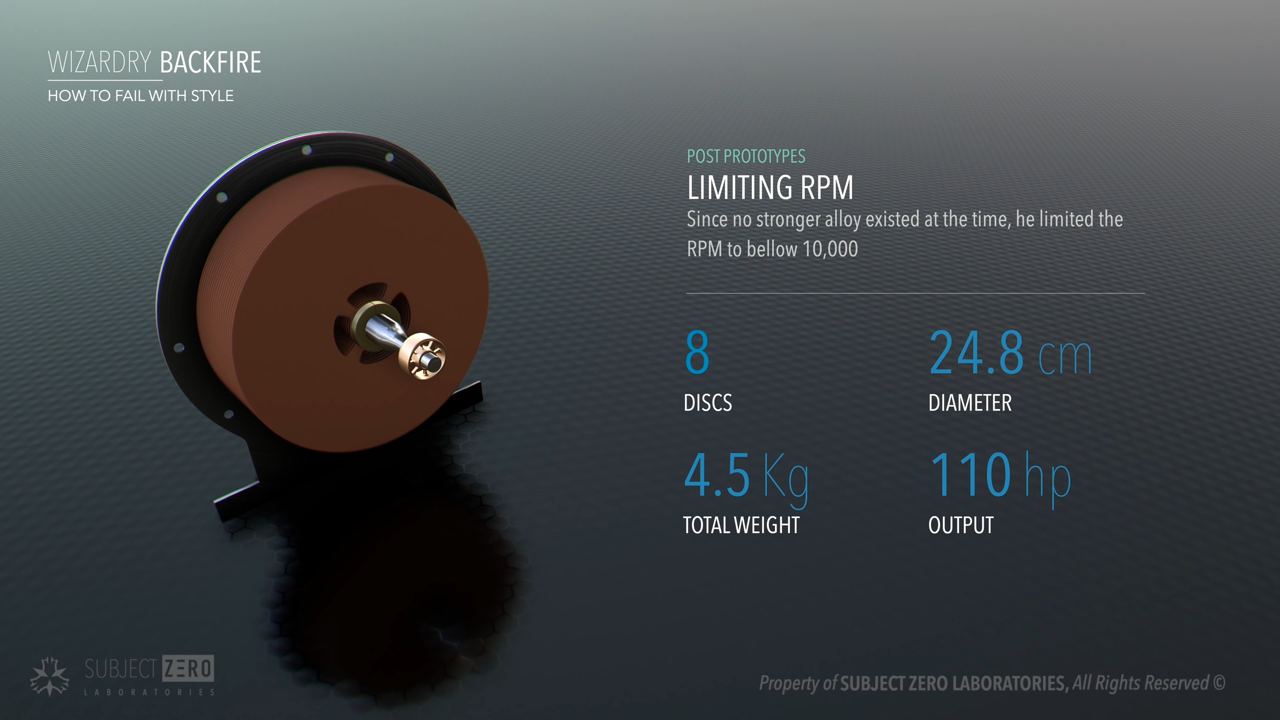 WIZARDRY BACKFIRE
HOW TO FAIL WITH STYLE
POST PROTOTYPES
LIMITING RPM
Since no stronger alloy existed at the time, he limited the
RPM to bellow 10,000
8
DISCS
24.8 cm
DIAMETER
4.5 Kg
TOTAL WEIGHT
110 hp
OUTPUT
SUBJECT ZERO
LABORATORIES
Property of SUBJECT ZERO LABORATORIES, All Rights Reserved ©